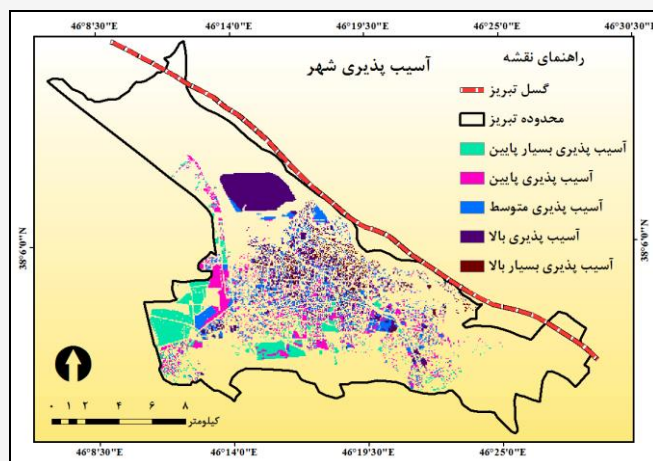 46°8'30"E 46°14'0"E 46°19'30"E 46°25'0"E 46°30'30"E
آسیب پذیری شهر
راهنمای نقشه
گسل تبریز
محدوده تبریز
آسیب پذیری بسیار پایین
آسیب پذیری پایین
آسیب پذیری متوسط
آسیب پذیری بالا
آسیب پذیری بسیار بالا
38°6'0"N
38°6'0"N
۰ ۱ ۲ ۴ ۶ ۸
کیلومتر
46°8'30"E 46°14'0"E 46°19'30"E 46°25'0"E